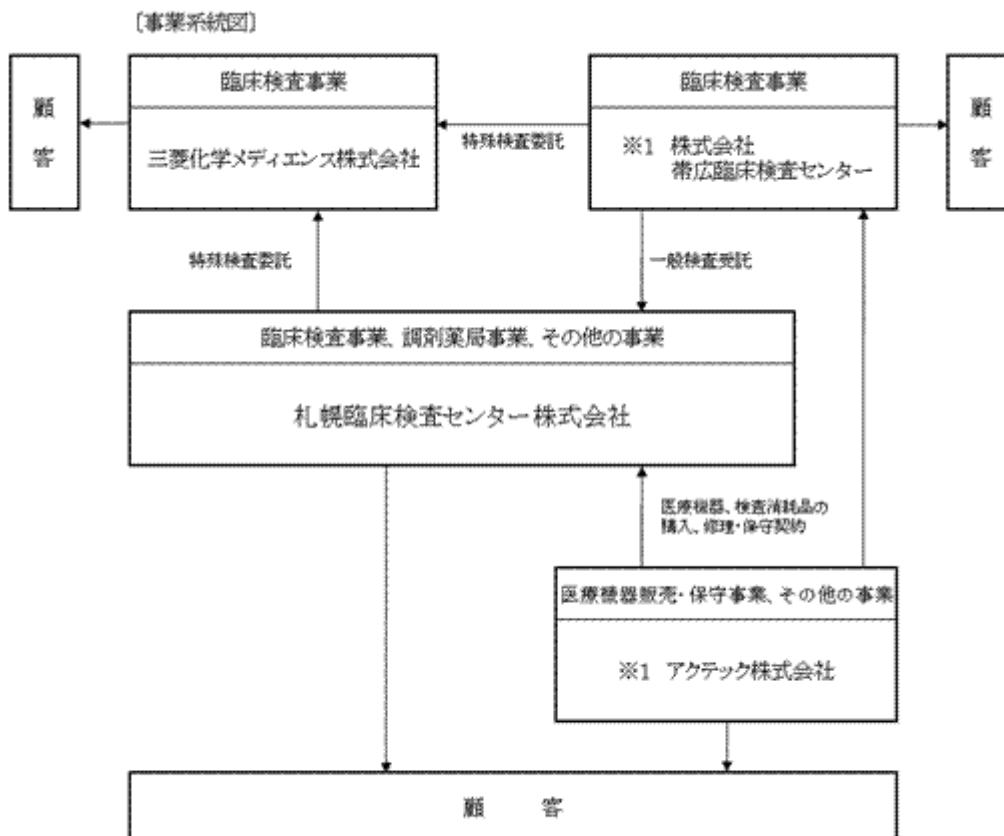 〔事業系統図〕
顧客
臨床検査事業
三菱化学メディエンス株式会社
特殊検査委託
臨床検査事業
※1 株式会社
帯広臨床検査センター
顧客
特殊検査委託
一般検査受託
臨床検査事業、調剤薬局事業、その他の事業
札幌臨床検査センター株式会社
医療機器、検査消耗品の
購入、修理・保守契約
医療機器販売・保守事業、その他の事業
※1 アクテック株式会社
顧客